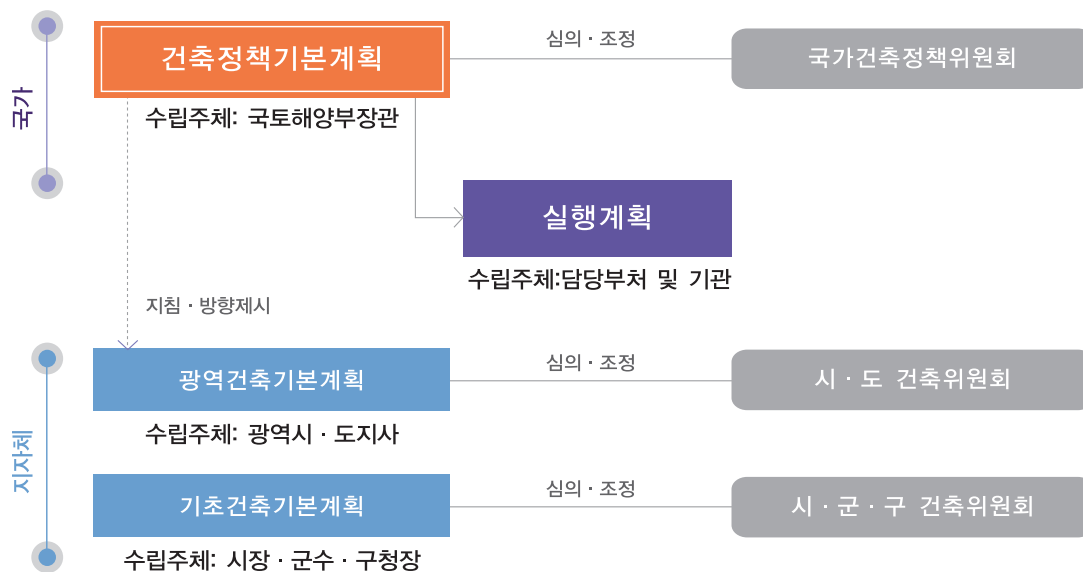 국가
건축정책기본계획
심의 · 조정
국가건축정책위원회
수립주체: 국토해양부장관
실행계획
수립주체:담당부처 및 기관
지침 · 방향제시
지자체
광역건축기본계획
심의 · 조정
시 · 도 건축위원회
수립주체: 광역시 · 도지사
기초건축기본계획
심의 · 조정
시 · 군 · 구 건축위원회
수립주체: 시장 · 군수 · 구청장